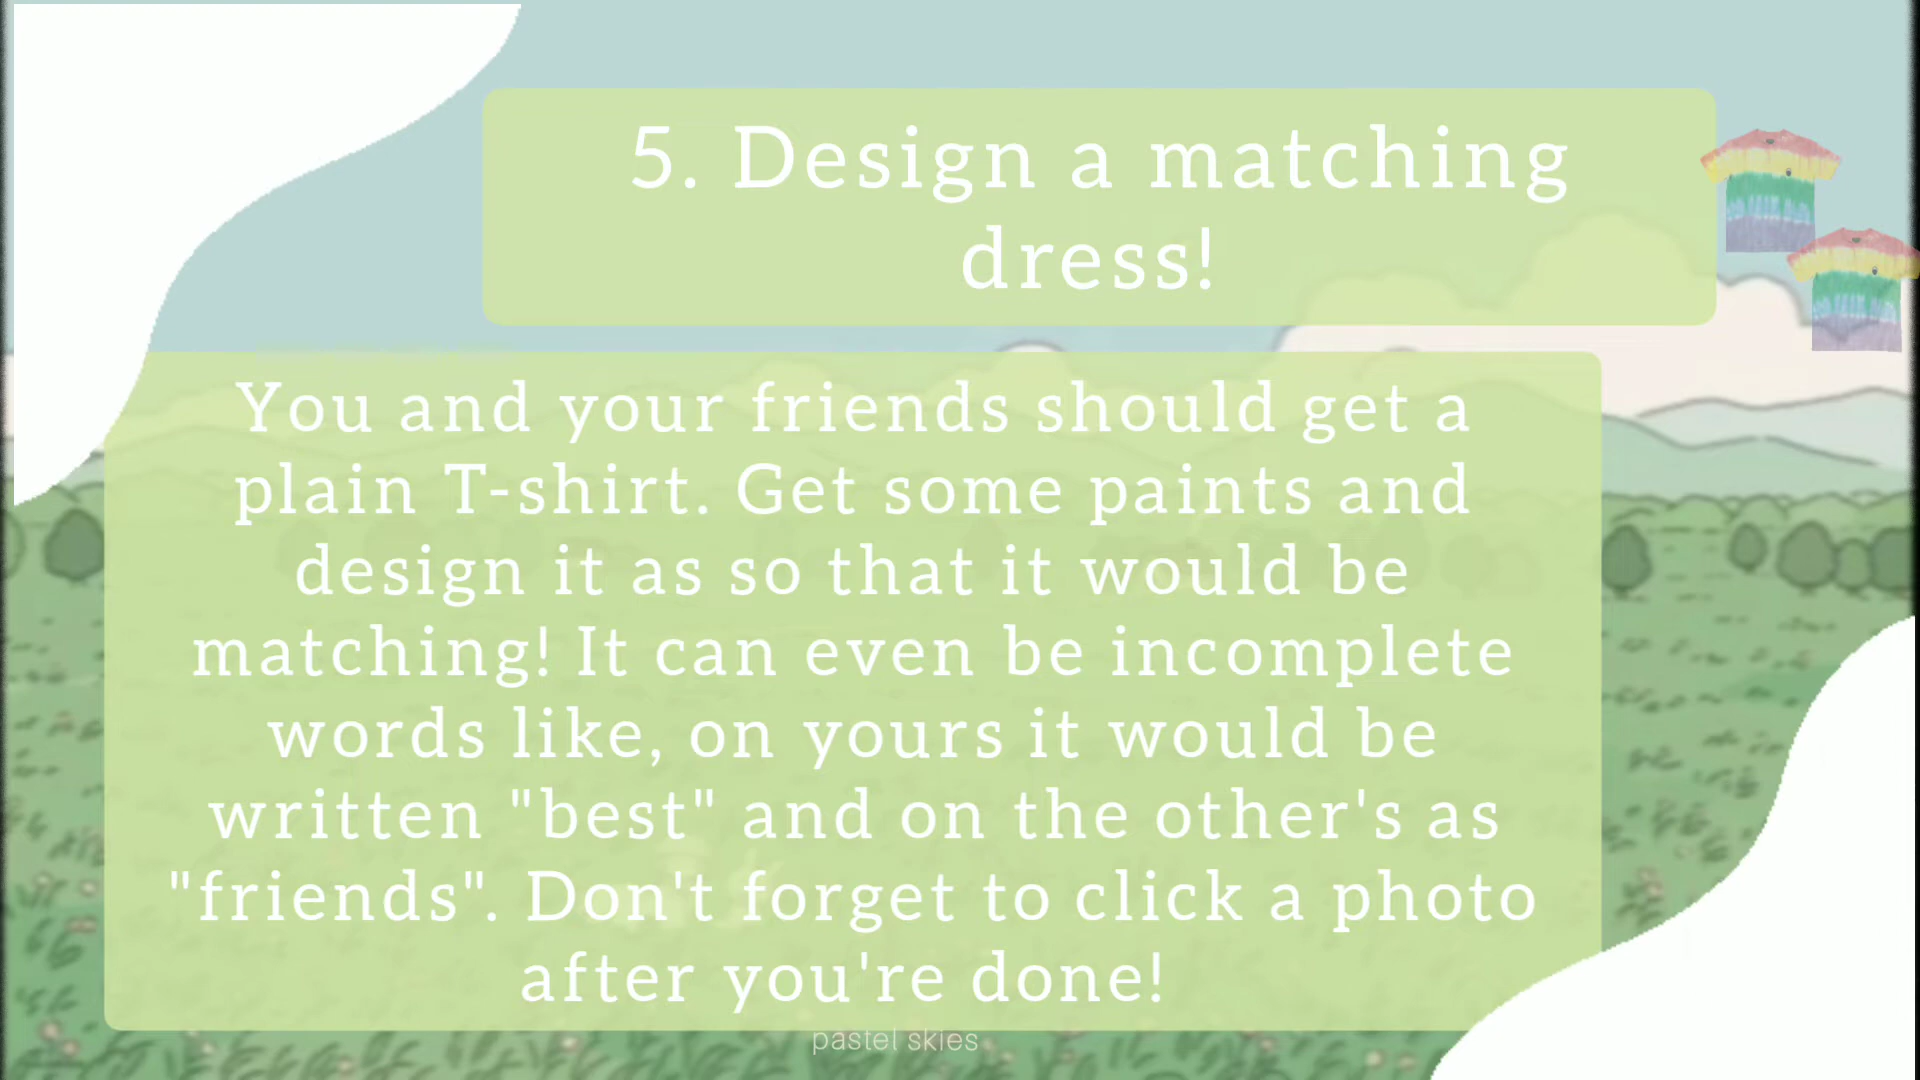 5. Design a matching
dress!
You and your friends should get a
plain T-shirt. Get some paints and
design it as so that it would be
matching! It can even be incomplete
words like, on yours it would be
written "best" and on the other's as
"friends". Don't forget to click a photo
after you're done!
pastel skies